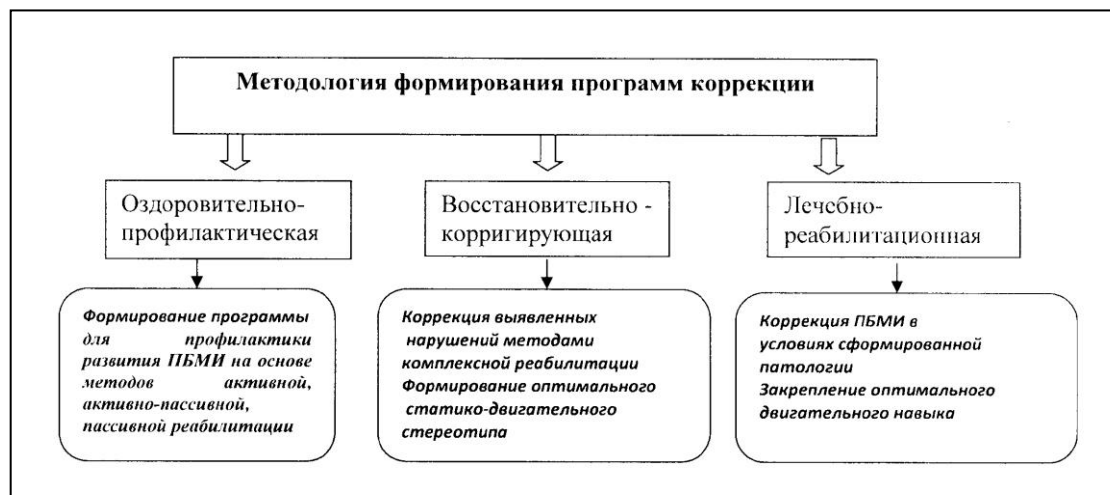 Методология формирования программ коррекции
Оздоровительно-
профилактическая
Восстановительно -
корригирующая
Лечебно-
реабилитационная
Формирование программы
для профилактики
развития ПБМИ на основе
методов активной,
активно-пассивной,
пассивной реабилитации
Коррекция выявленных
нарушений методами
комплексной реабилитации
Формирование оптимального
статико-двигательного
стереотипа
Коррекция ПБМИ в
условиях сформированной
патологии
Закрепление оптимального
двигательного навыка